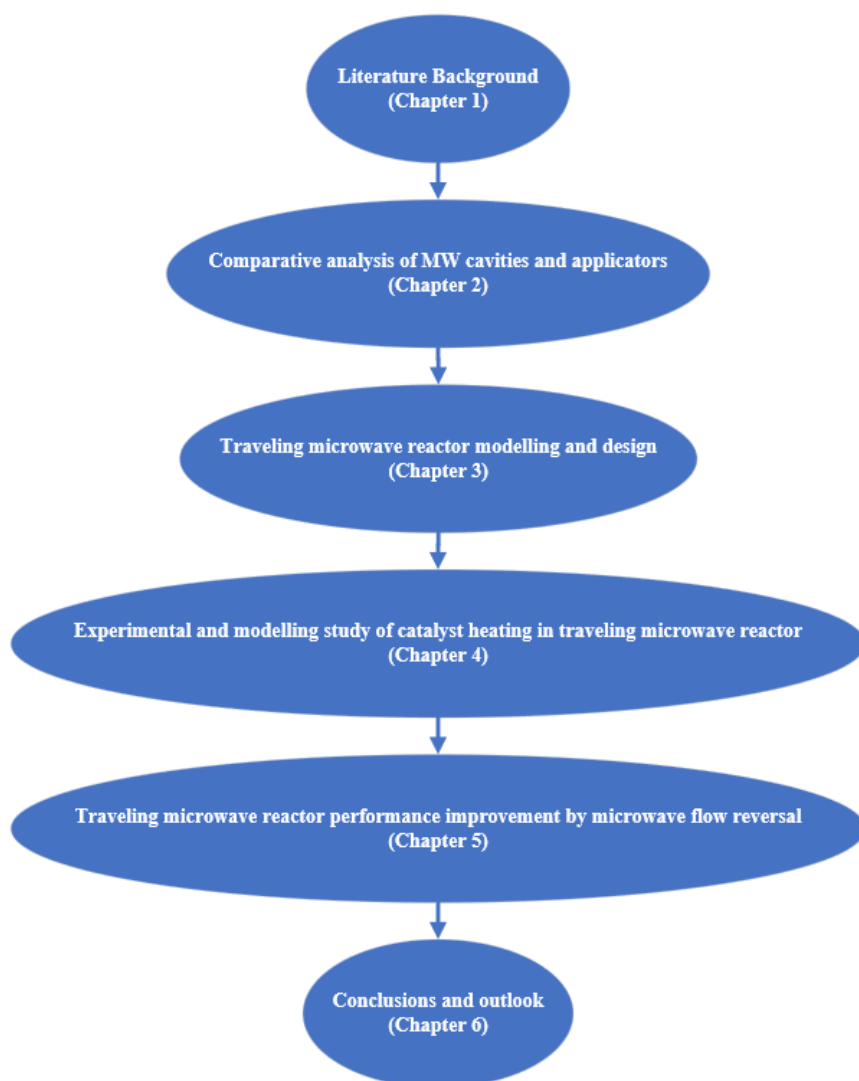 Literature Background
(Chapter 1)
Comparative analysis of MW cavities and applicators
(Chapter 2)
Traveling microwave reactor modelling and design
(Chapter 3)
Experimental and modelling study of catalyst heating in traveling microwave reactor
(Chapter 4)
Traveling microwave reactor performance improvement by microwave flow reversal
(Chapter 5)
Conclusions and outlook
(Chapter 6)